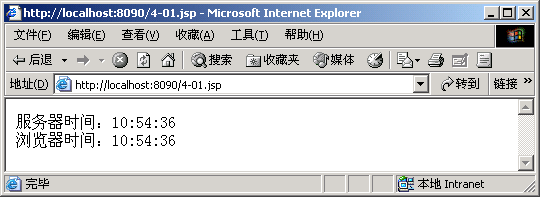 http://localhost:8090/4-01.jsp - Microsoft Internet Explorer
文件(F) 编辑(E) 查看(V) 收藏(A) 工具(T) 帮助(H)
后退 搜索 收藏夹 媒体
地址(D) http://localhost:8090/4-01.jsp 转到 链接 »
服务器时间：10:54:36
浏览器时间：10:54:36
完毕 本地 Intranet